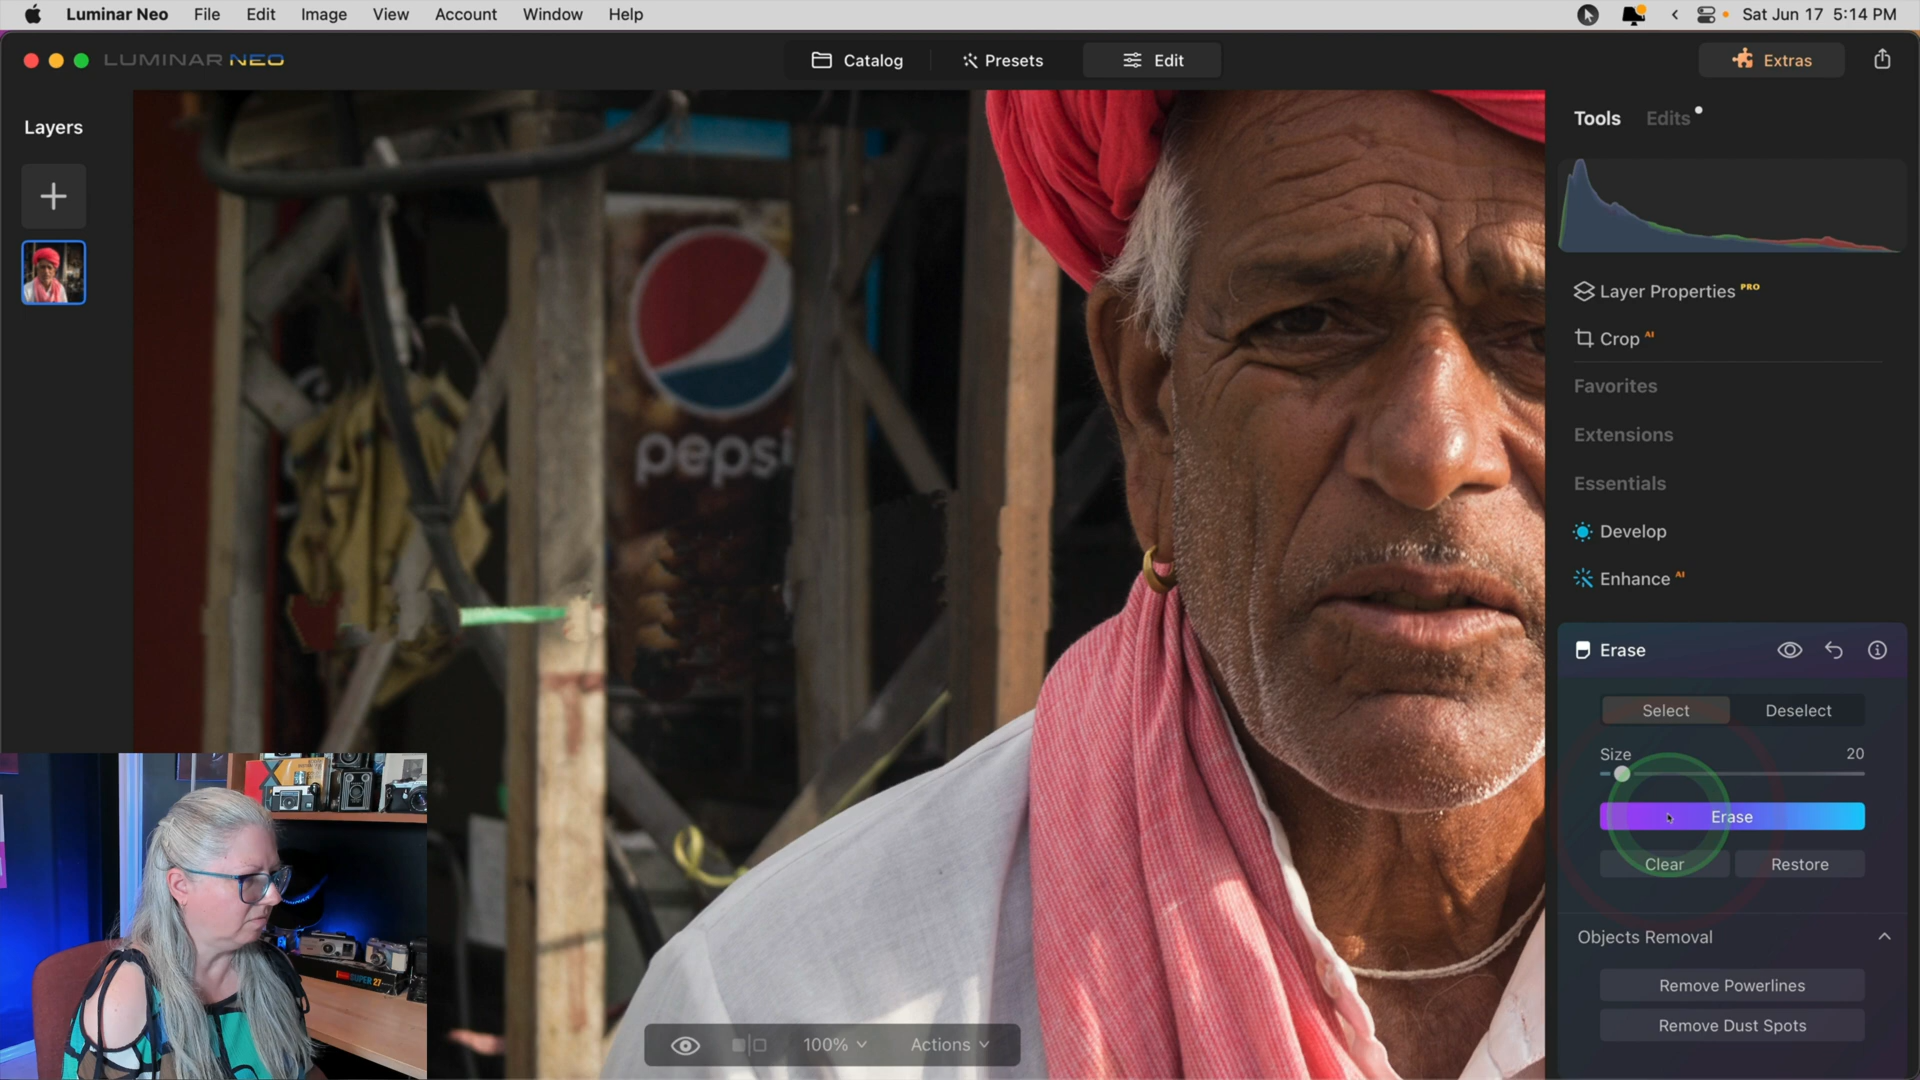 Luminar Neo File Edit Image View Account Window Help
Sat Jun 17 5:14 PM
LUMINAR NEO
Catalog
Presets
Edit
Extras
Layers
Tools
Edits
Layer Properties PRO
Crop AI
Favorites
Extensions
Essentials
Develop
Enhance AI
Erase
Select
Deselect
Size
20
Erase
Clear
Restore
Objects Removal
Remove Powerlines
Remove Dust Spots
100%
Actions
pepsi
SUPER 27